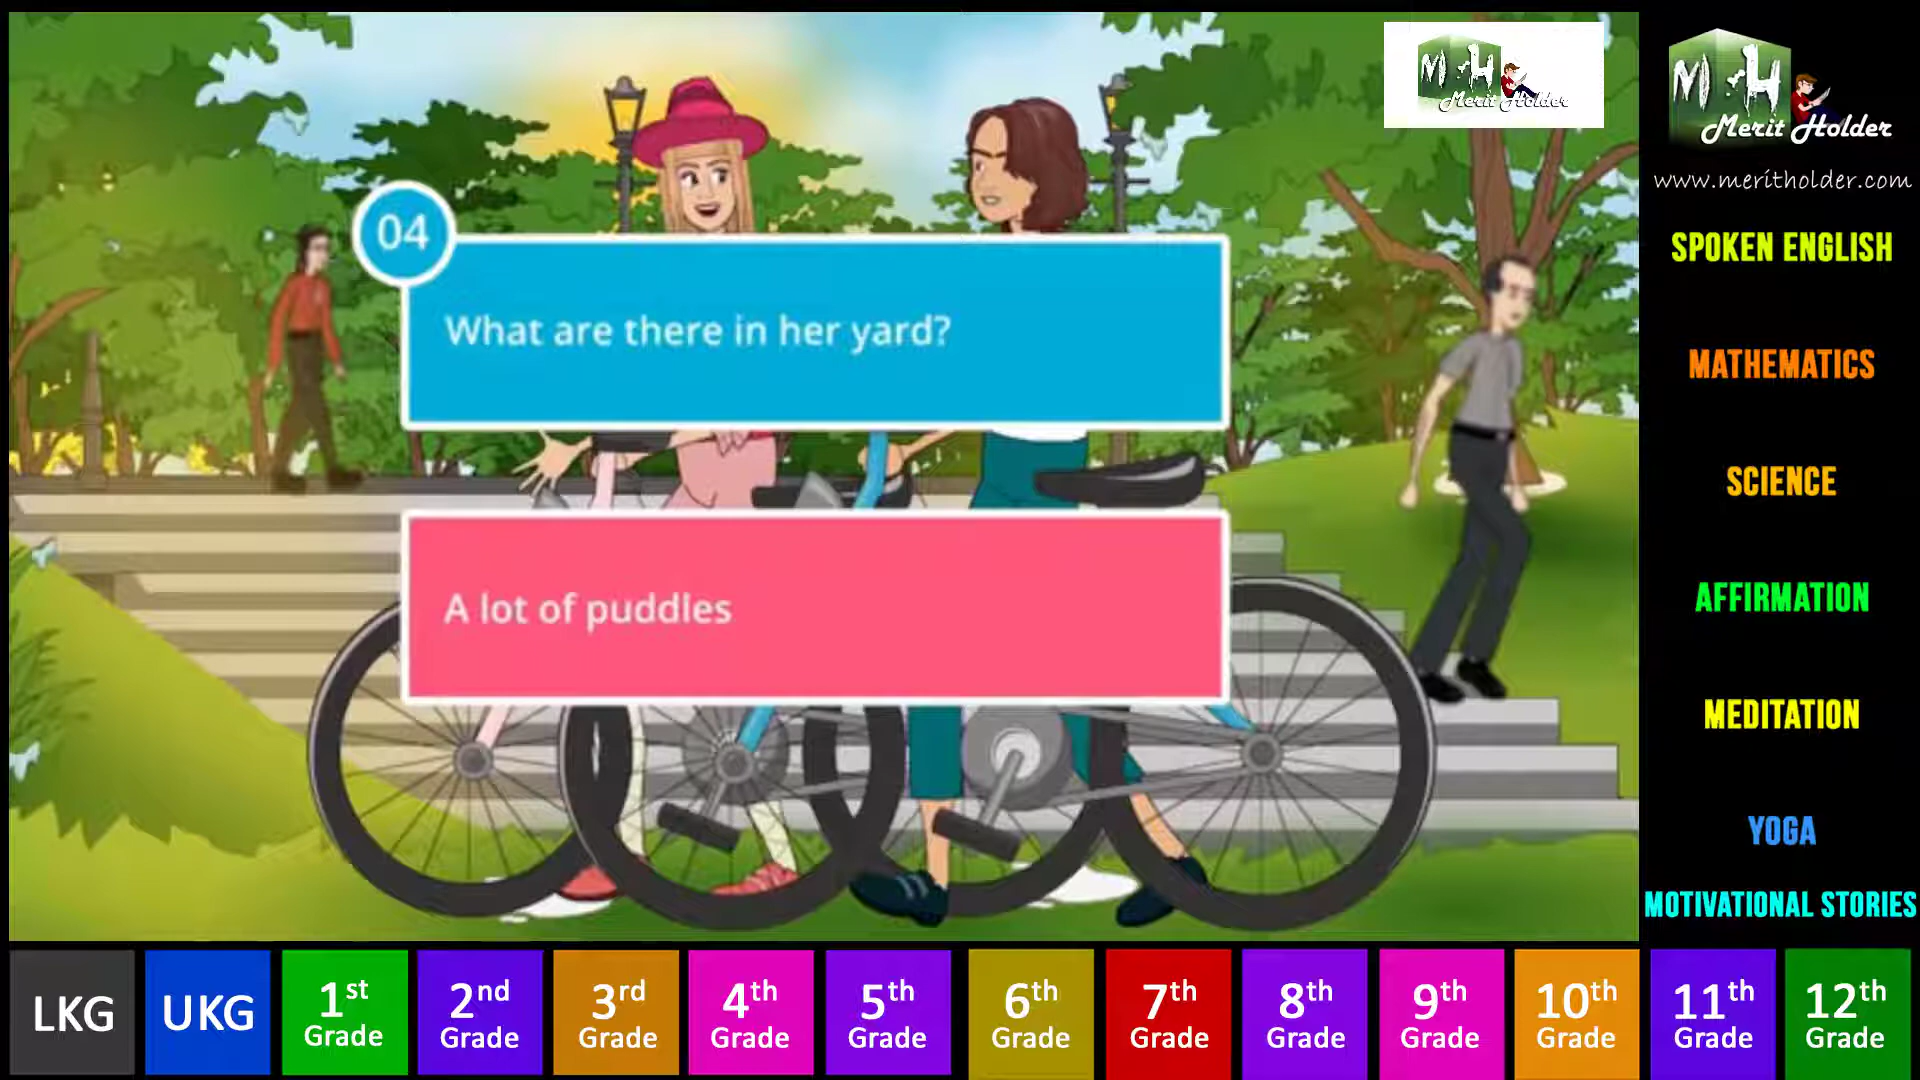 M H
Merit Holder
M H
Merit Holder
www.meritholder.com
04
What are there in her yard?
A lot of puddles
SPOKEN ENGLISH
MATHEMATICS
SCIENCE
AFFIRMATION
MEDITATION
YOGA
MOTIVATIONAL STORIES
LKG
UKG
1st Grade
2nd Grade
3rd Grade
4th Grade
5th Grade
6th Grade
7th Grade
8th Grade
9th Grade
10th Grade
11th Grade
12th Grade